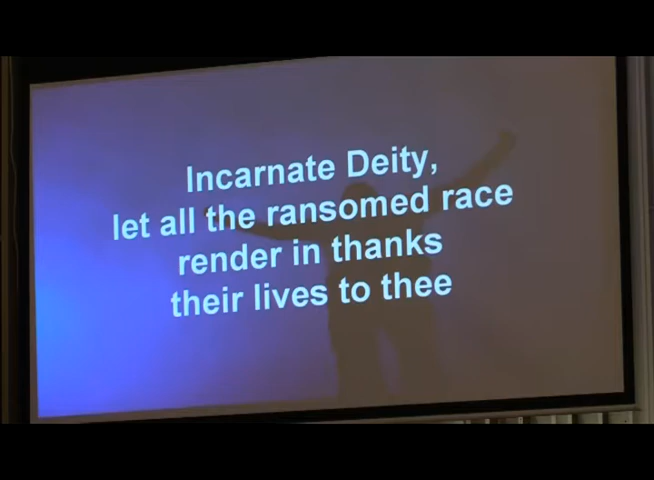 Incarnate Deity,
let all the ransomed race
render in thanks
their lives to thee